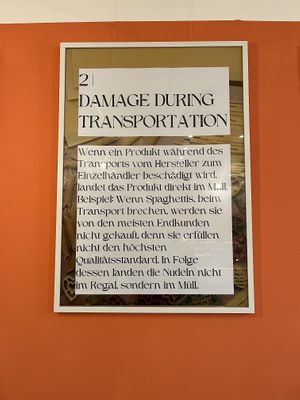 2 |
DAMAGE DURING
TRANSPORTATION
Wenn ein Produkt während des
Transports vom Hersteller zum
Einzelhändler beschädigt wird,
landet das Produkt direkt im Müll.
Beispiel: Wenn Spaghettis, beim
Transport brechen, werden sie
von den meisten Endkunden
nicht gekauft, denn sie erfüllen
nicht den höchsten
Qualitätsstandard. In Folge
dessen landen die Nudeln nicht
im Regal, sondern im Müll.